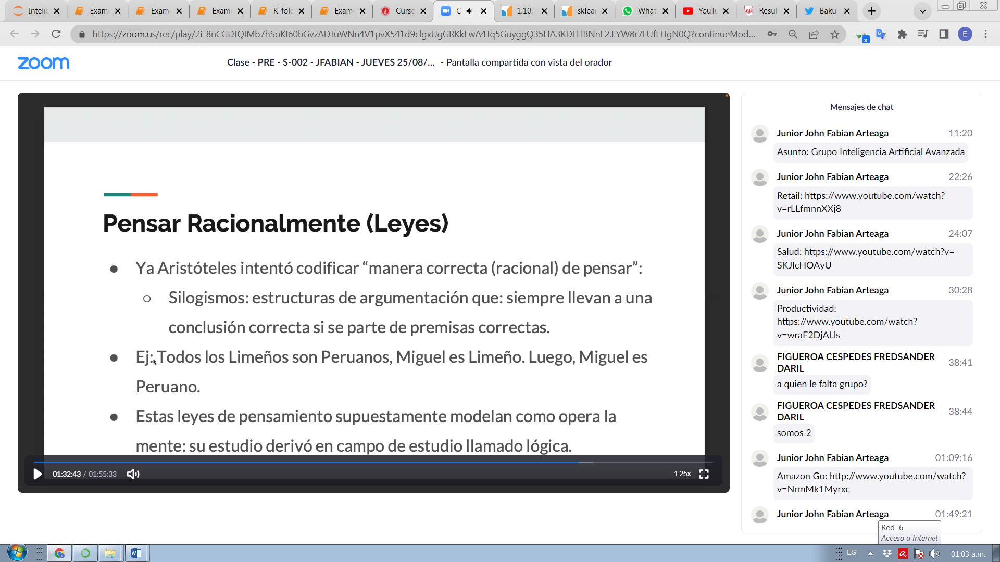 Intelig
Exame
Exame
Exame
K-fold
Exame
Curso
C
1.10.
sklear
What
YouTu
Resul
Baku
https://zoom.us/rec/play/2i_8nCGDtQIMb7hSoKI60bGvzADTuWNn4V1pvX541d9clgxUgGRKkFwA4Tq5GuyggQ35HA3KDLHBNnL2.EYW8r7LUfFITgN0Q?continueMod...
E
zoom
Clase - PRE - S-002 - JFABIAN - JUEVES 25/08/... - Pantalla compartida con vista del orador
Pensar Racionalmente (Leyes)
● Ya Aristóteles intentó codificar “manera correcta (racional) de pensar”:
○ Silogismos: estructuras de argumentación que: siempre llevan a una
conclusión correcta si se parte de premisas correctas.
● Ej: Todos los Limeños son Peruanos, Miguel es Limeño. Luego, Miguel es
Peruano.
● Estas leyes de pensamiento supuestamente modelan como opera la
mente: su estudio derivó en campo de estudio llamado lógica.
01:32:43 / 01:55:33
1.25x
Mensajes de chat
Junior John Fabian Arteaga 11:20
Asunto: Grupo Inteligencia Artificial Avanzada
Junior John Fabian Arteaga 22:26
Retail: https://www.youtube.com/watch?
v=rLLfmnnXXj8
Junior John Fabian Arteaga 24:07
Salud: https://www.youtube.com/watch?v=-
SKJIcHOAyU
Junior John Fabian Arteaga 30:28
Productividad:
https://www.youtube.com/watch?
v=wraF2DjALls
FIGUEROA CESPEDES FREDSANDER
DARIL 38:41
a quien le falta grupo?
FIGUEROA CESPEDES FREDSANDER
DARIL 38:44
somos 2
Junior John Fabian Arteaga 01:09:16
Amazon Go: http://www.youtube.com/watch?
v=NrmMk1Myrxc
Junior John Fabian Arteaga 01:49:21
Red 6
Acceso a Internet
ES
01:03 a.m.